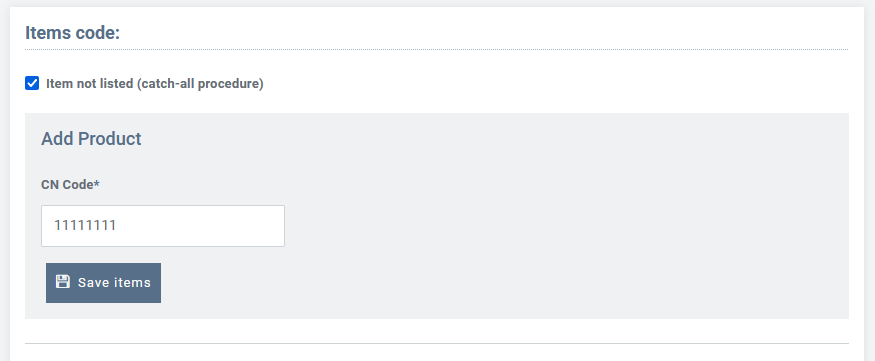 Items code:
Item not listed (catch-all procedure)
Add Product
CN Code*
11111111
Save items